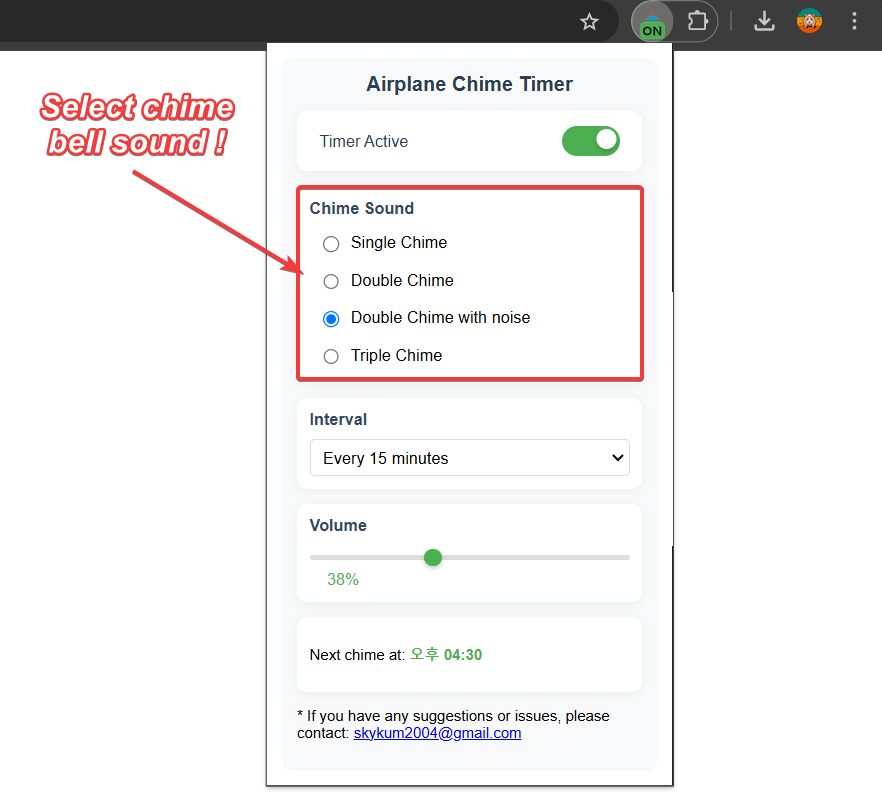 ON
Airplane Chime Timer
Select chime
bell sound !
Timer Active
Chime Sound
Single Chime
Double Chime
Double Chime with noise
Triple Chime
Interval
Every 15 minutes
Volume
38%
Next chime at: 오후 04:30
* If you have any suggestions or issues, please
contact: skykum2004@gmail.com